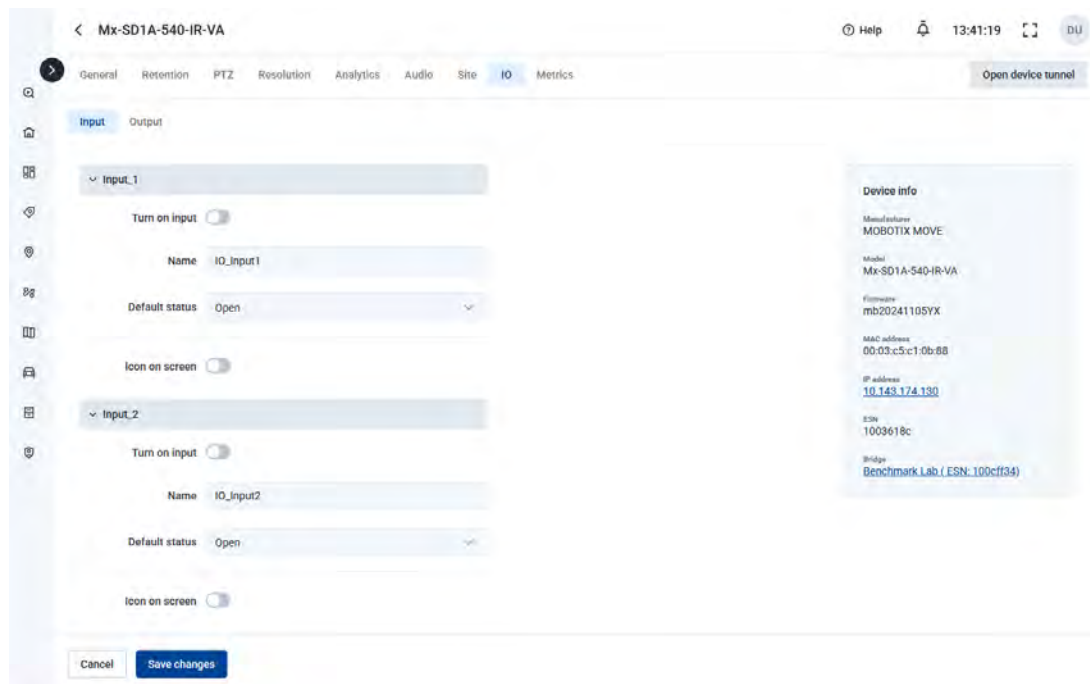 Mx-SD1A-540-IR-VA
Help
13:41:19
DU
General Retention PTZ Resolution Analytics Audio Site IO Metrics
Open device tunnel
Input Output
Input_1
Turn on input
Name IO_Input1
Default status Open
Icon on screen
Input_2
Turn on input
Name IO_Input2
Default status Open
Icon on screen
Cancel Save changes
Device info
Manufacturer
MOBOTIX MOVE
Model
Mx-SD1A-540-IR-VA
Firmware
mb20241105YX
MAC address
00:03:c5:c1:0b:88
IP address
10.143.174.130
ESN
1003618c
Bridge
Benchmark Lab ( ESN: 100cff34)